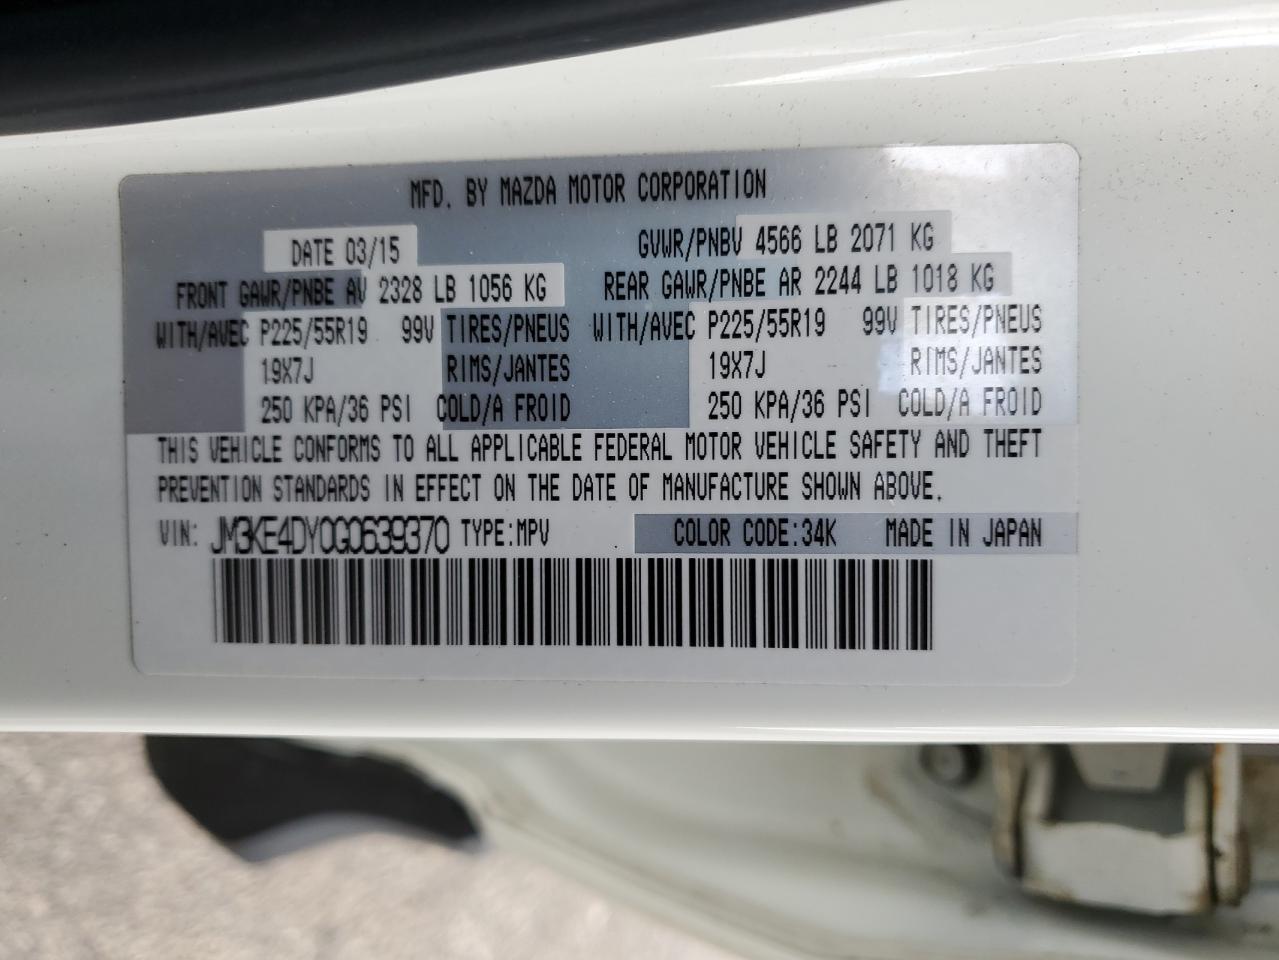 MFD. BY MAZDA MOTOR CORPORATION
DATE 03/15 GVWR/PNBV 4566 LB 2071 KG
FRONT GAWR/PNBE AV 2328 LB 1056 KG REAR GAWR/PNBE AR 2244 LB 1018 KG
WITH/AVEC P225/55R19 99V TIRES/PNEUS WITH/AVEC P225/55R19 99V TIRES/PNEUS
19X7J RIMS/JANTES 19X7J RIMS/JANTES
250 KPA/36 PSI COLD/A FROID 250 KPA/36 PSI COLD/A FROID
THIS VEHICLE CONFORMS TO ALL APPLICABLE FEDERAL MOTOR VEHICLE SAFETY AND THEFT
PREVENTION STANDARDS IN EFFECT ON THE DATE OF MANUFACTURE SHOWN ABOVE.
VIN: JM3KE4DY0G0639370 TYPE:MPV COLOR CODE:34K MADE IN JAPAN